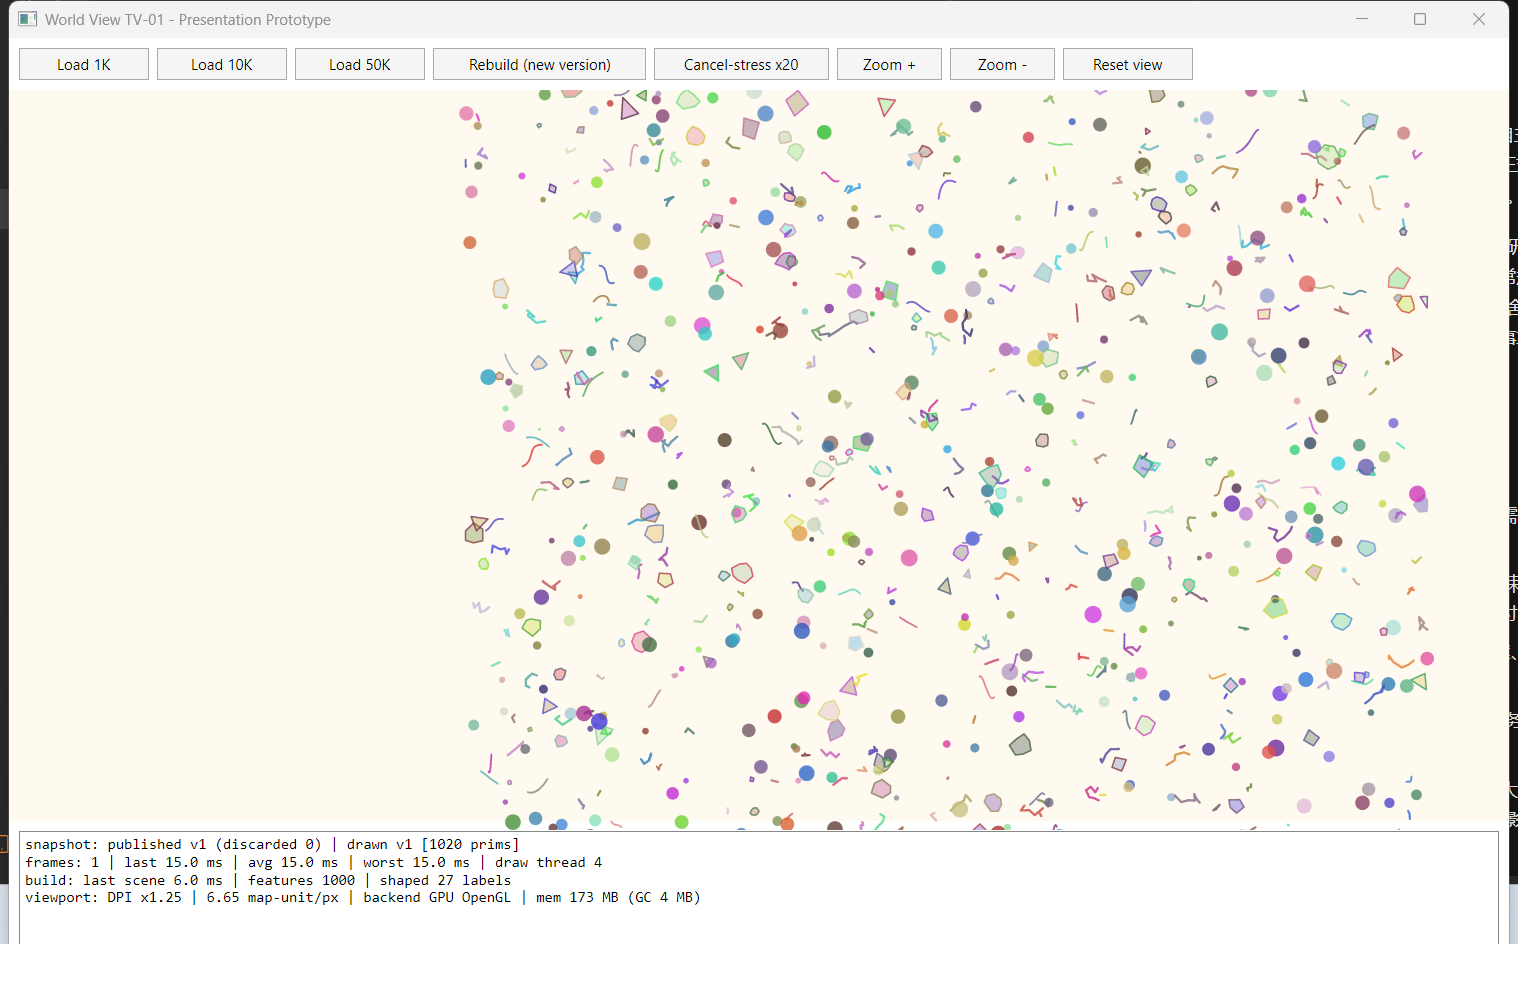 World View TV-01 - Presentation Prototype
Load 1K
Load 10K
Load 50K
Rebuild (new version)
Cancel-stress x20
Zoom +
Zoom -
Reset view
snapshot: published v1 (discarded 0) | drawn v1 [1020 prims]
frames: 1 | last 15.0 ms | avg 15.0 ms | worst 15.0 ms | draw thread 4
build: last scene 6.0 ms | features 1000 | shaped 27 labels
viewport: DPI x1.25 | 6.65 map-unit/px | backend GPU OpenGL | mem 173 MB (GC 4 MB)